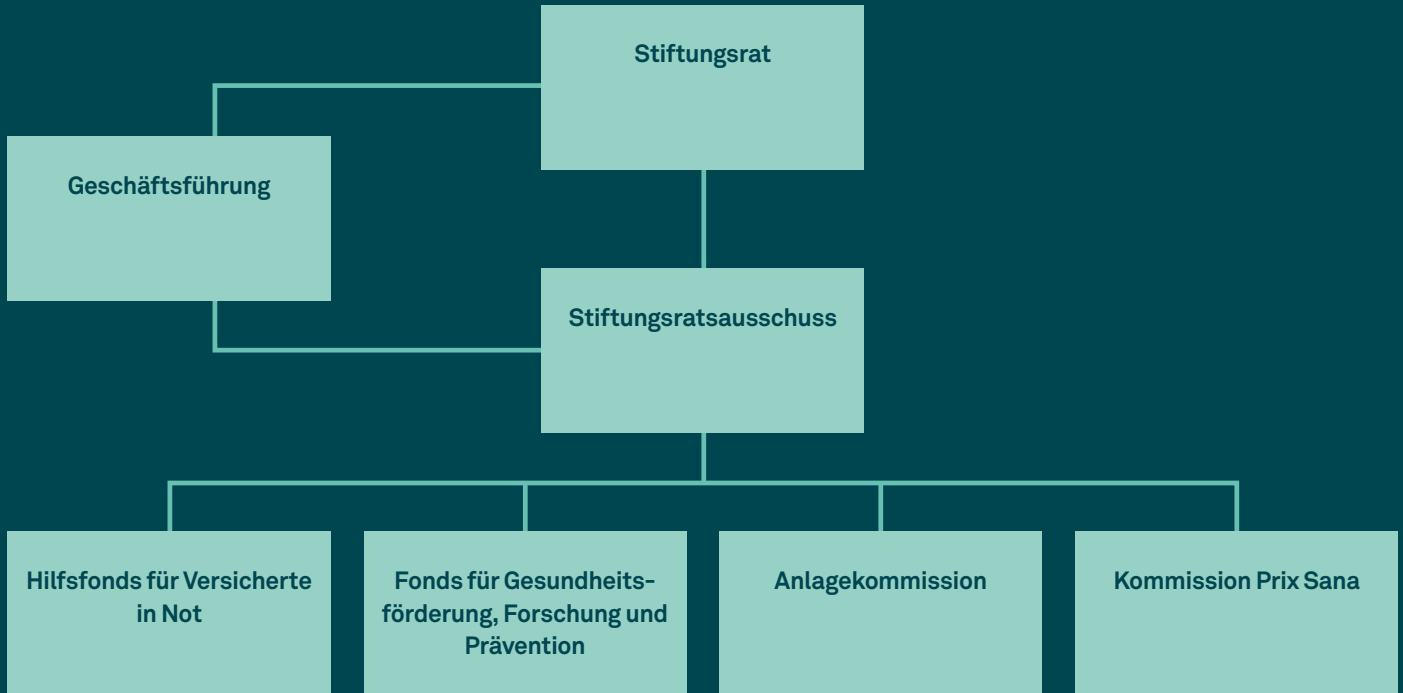 Stiftungsrat
Geschäftsführung
Stiftungsratsausschuss
Hilfsfonds für Versicherte
in Not
Fonds für Gesundheits-
förderung, Forschung und
Prävention
Anlagekommission
Kommission Prix Sana